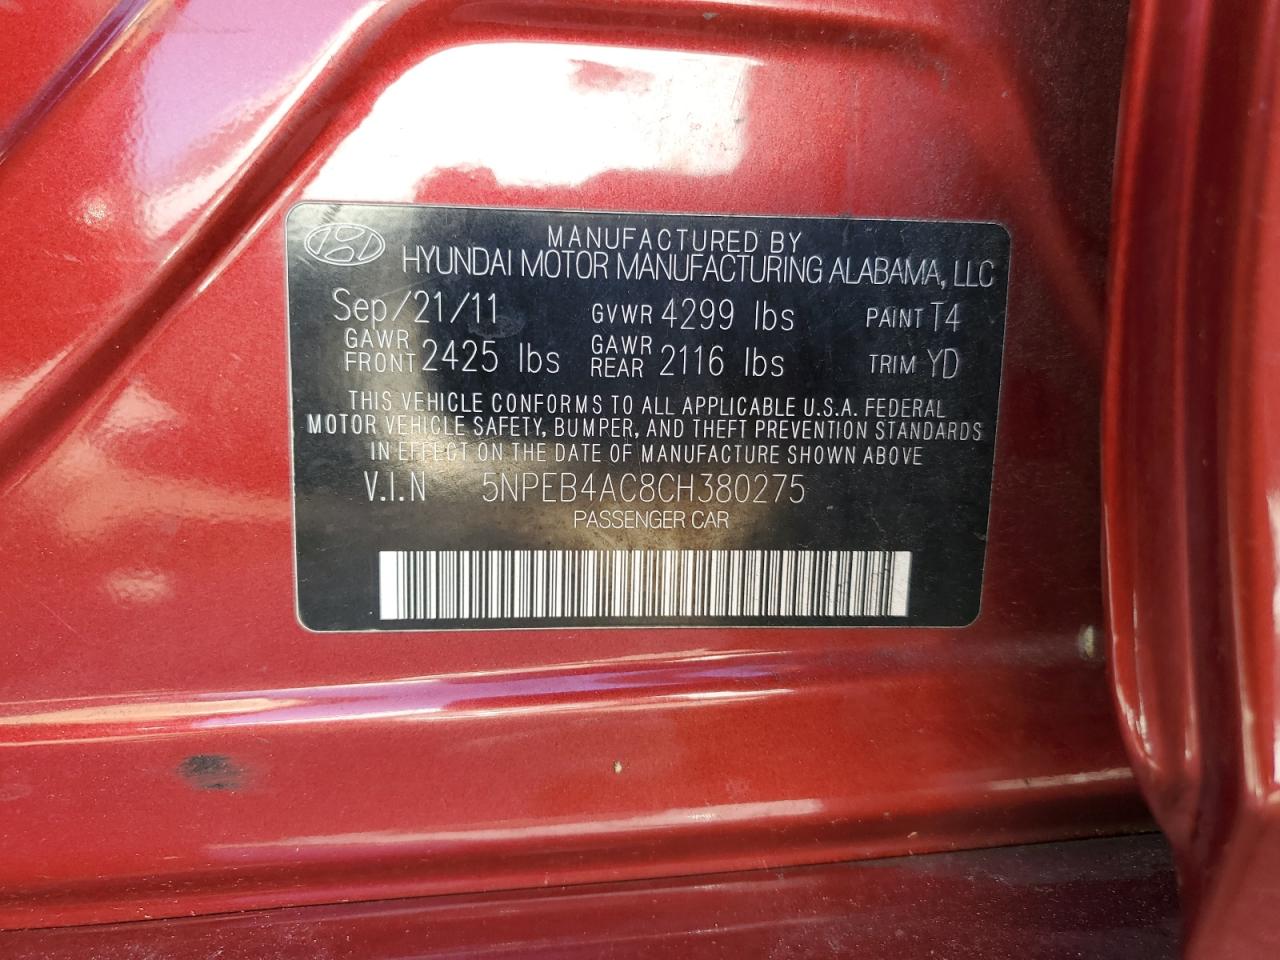 MANUFACTURED BY
HYUNDAI MOTOR MANUFACTURING ALABAMA, LLC
Sep/21/11 GVWR 4299 lbs PAINT T4
GAWR FRONT 2425 lbs GAWR REAR 2116 lbs TRIM YD
THIS VEHICLE CONFORMS TO ALL APPLICABLE U.S.A. FEDERAL
MOTOR VEHICLE SAFETY, BUMPER, AND THEFT PREVENTION STANDARDS
IN EFFECT ON THE DATE OF MANUFACTURE SHOWN ABOVE
V.I.N 5NPEB4AC8CH380275
PASSENGER CAR